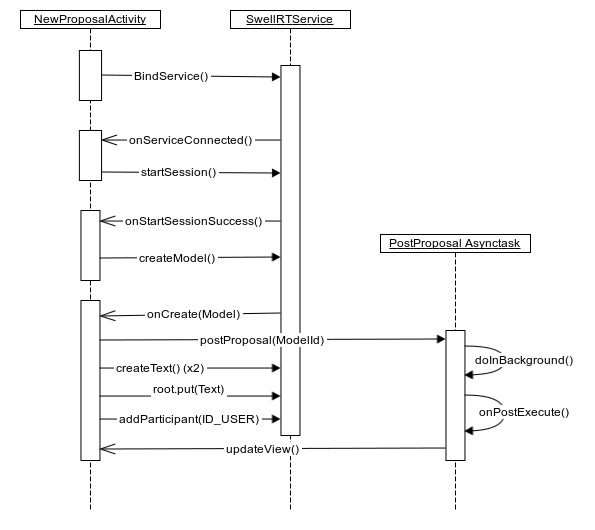 NewProposalActivity
SwellRTService
BindService()
onServiceConnected()
startSession()
onStartSessionSuccess()
PostProposal Asynctask
createModel()
onCreate(Model)
postProposal(ModelId)
doInBackground()
createText() (x2)
root.put(Text)
onPostExecute()
addParticipant(ID_USER)
updateView()